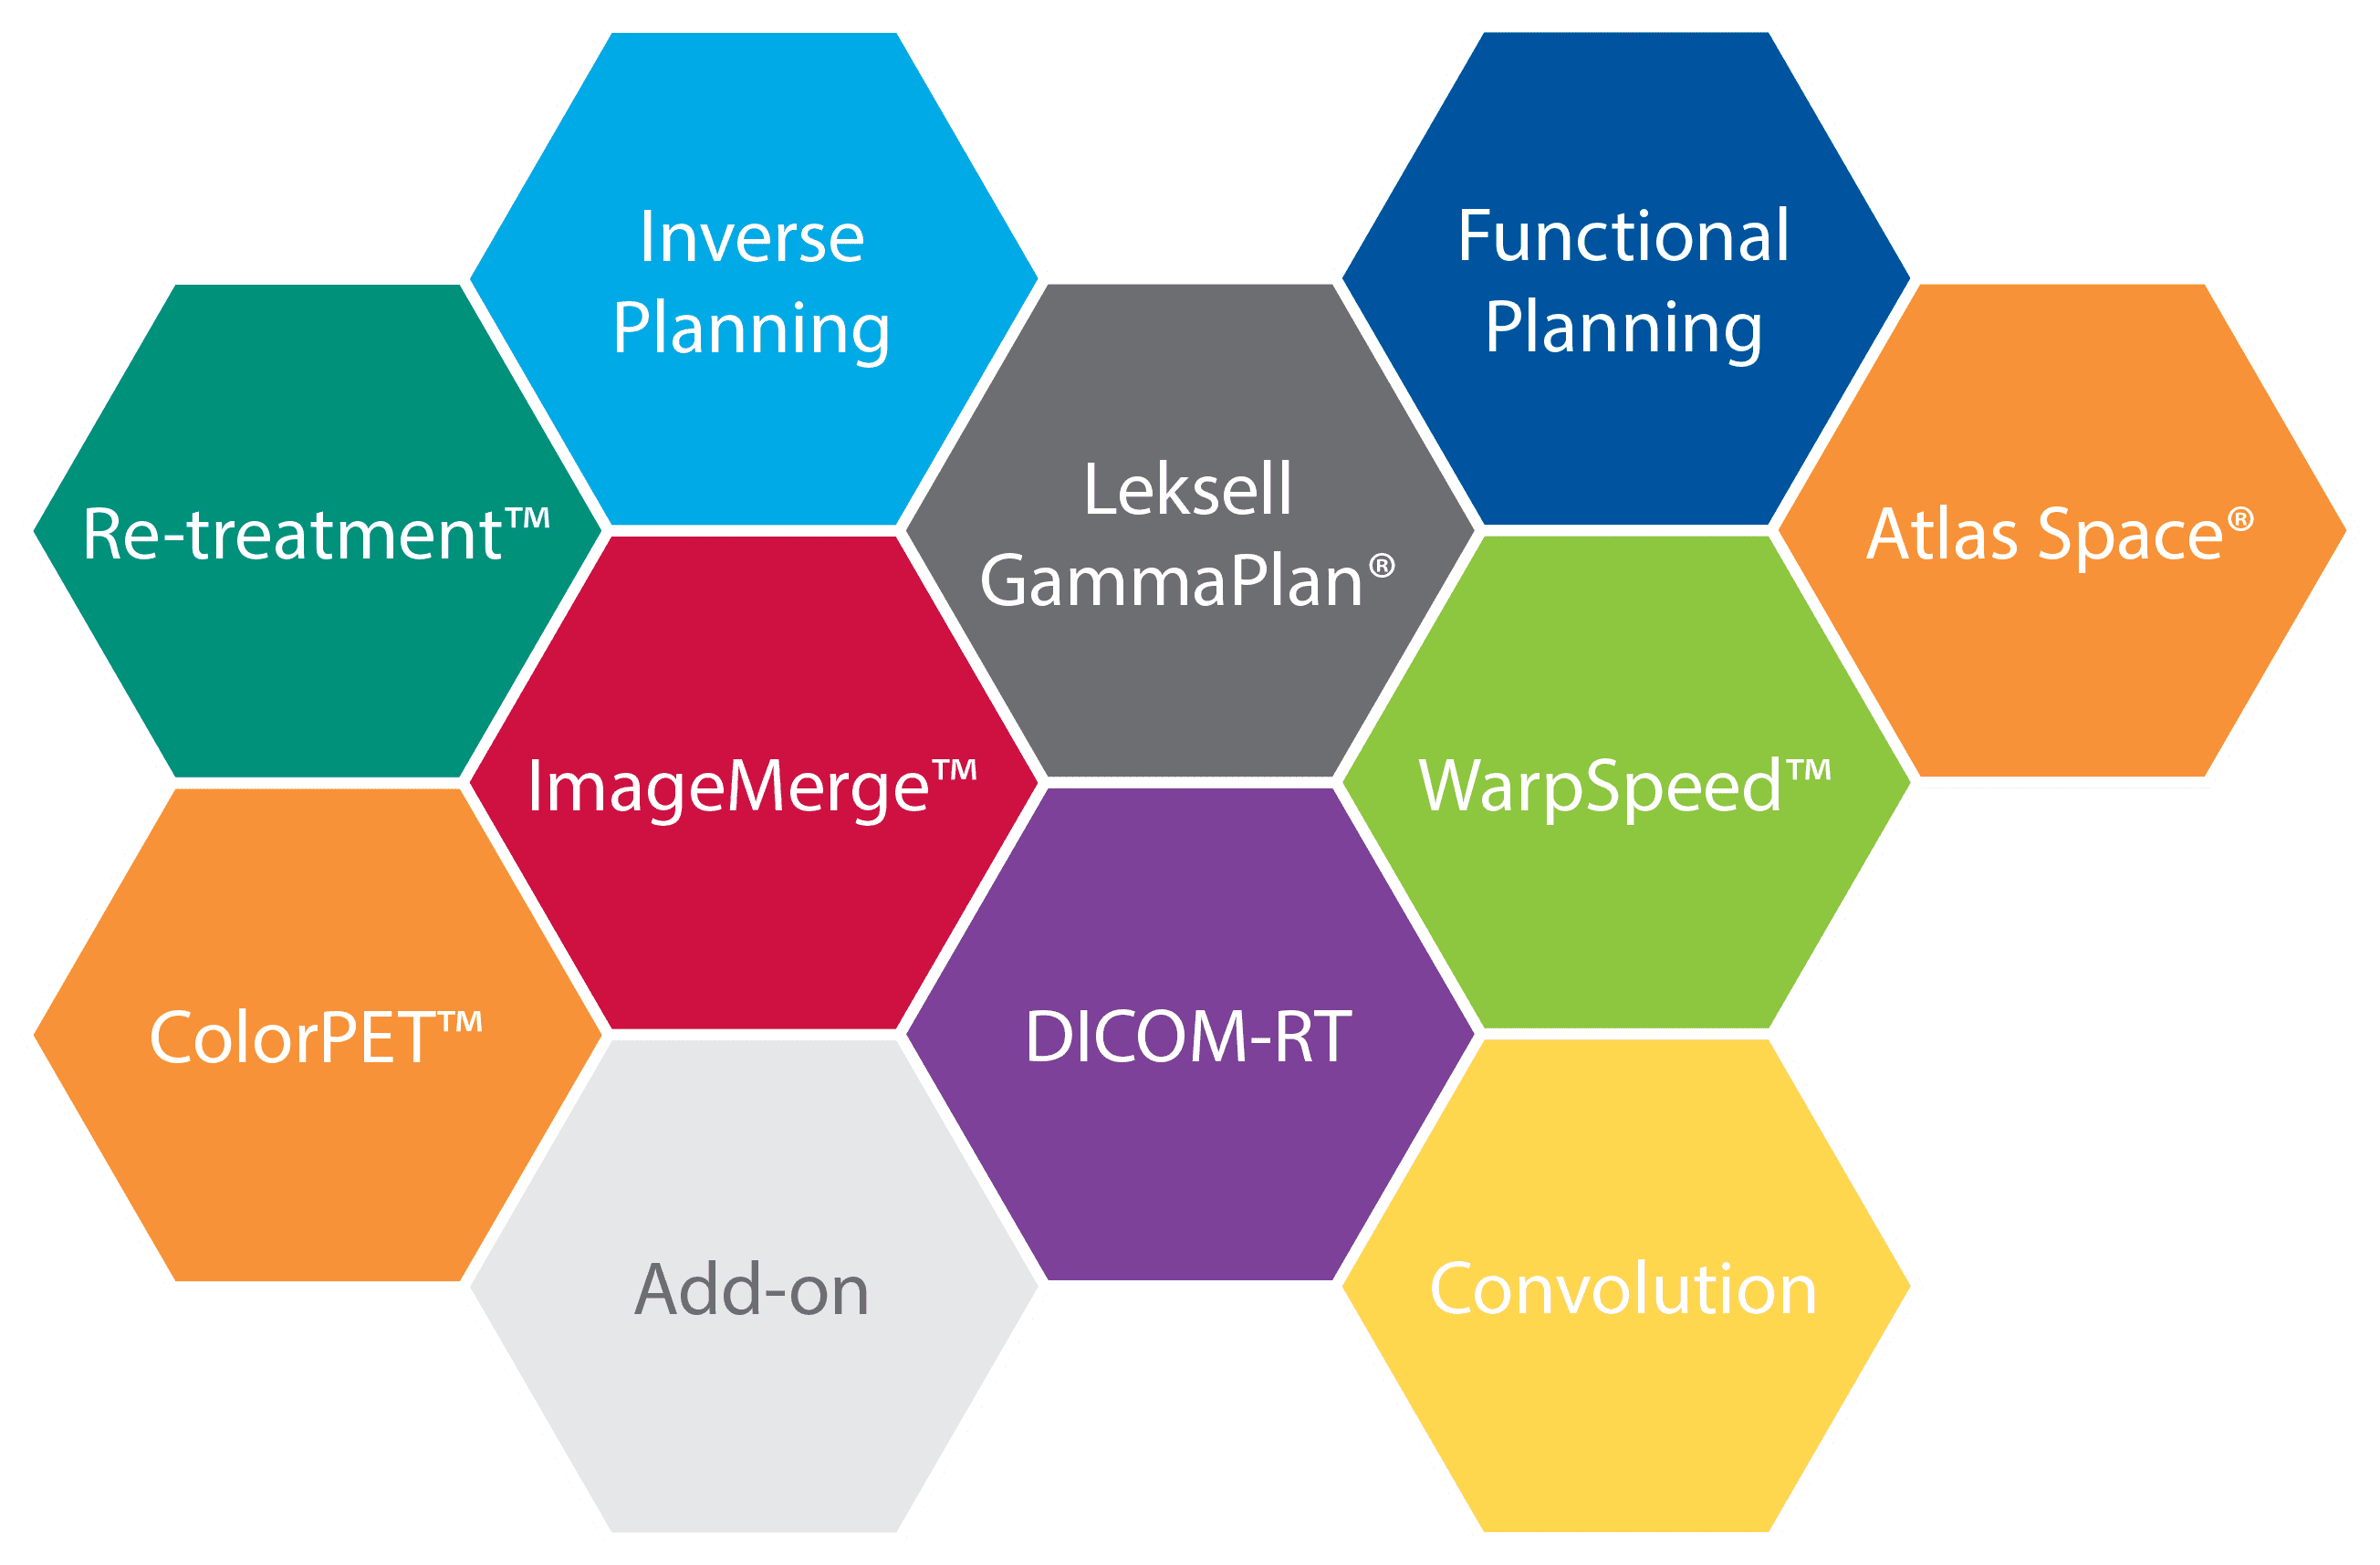 Inverse
Planning
Functional
Planning
Re-treatment™
Leksell
GammaPlan®
Atlas Space®
ImageMerge™
WarpSpeed™
ColorPET™
DICOM-RT
Add-on
Convolution